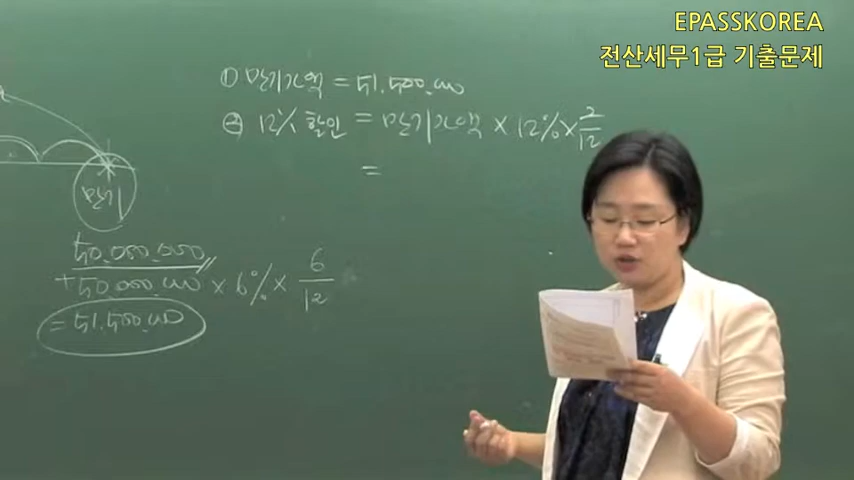 EPASSKOREA
전산세무1급 기출문제
① 만기가액 = 51.500.000
② 12% 할인 = 만기가액 × 12% × 2/12
=
만기
50.000.000
+50.000.000 × 6% × 6/12
= 51.500.000